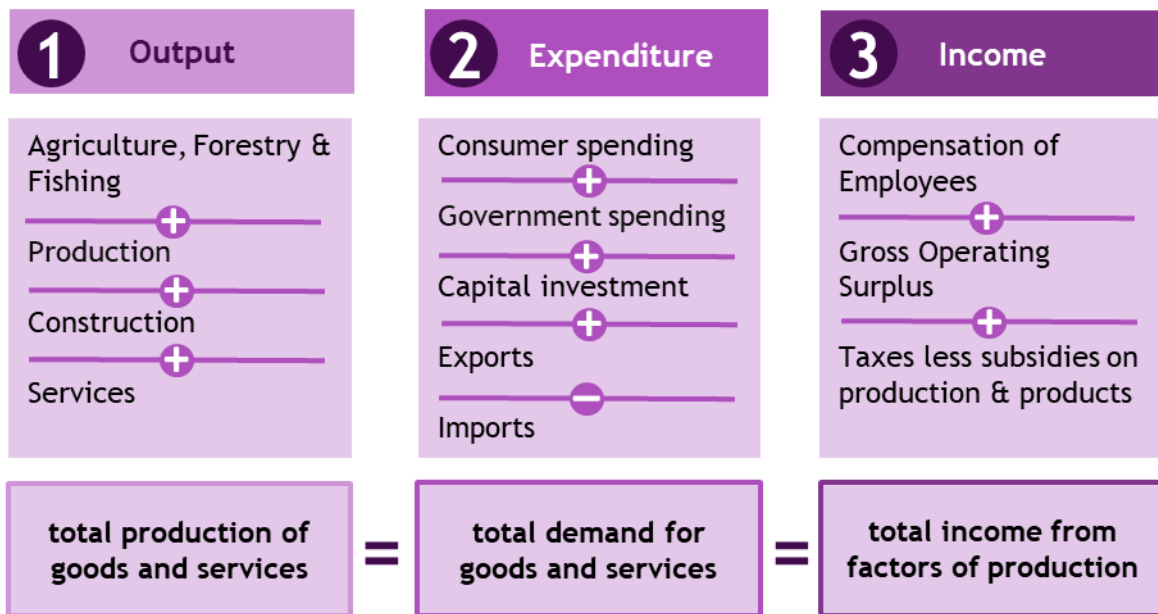 1 Output
Agriculture, Forestry &
Fishing
+
Production
+
Construction
+
Services
total production of
goods and services
=
2 Expenditure
Consumer spending
+
Government spending
+
Capital investment
+
Exports
−
Imports
total demand for
goods and services
=
3 Income
Compensation of
Employees
+
Gross Operating
Surplus
+
Taxes less subsidies on
production & products
total income from
factors of production